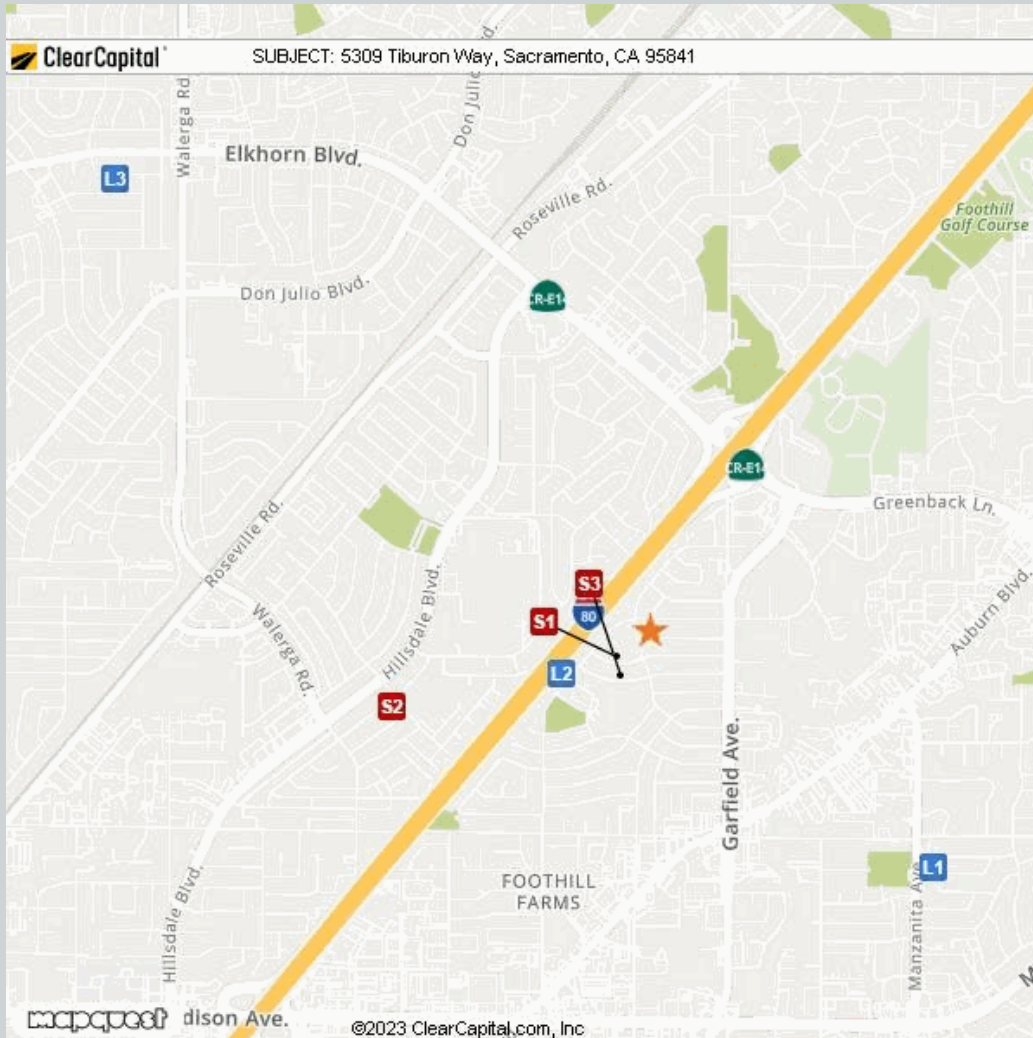 ClearCapital
SUBJECT: 5309 Tiburon Way, Sacramento, CA 95841
Walerga Rd
Don Julio
d.
Elkhorn Blvd.
L3
Roseville Rd.
Foothill
Golf Course
Don Julio Blvd.
CR-E14
CR-E14
Greenback Ln.
Roseville Rd.
Hillsdale Blvd.
Walerga Rd.
S3
80
S1
L2
S2
Auburn Blvd.
Garfield Ave.
FOOTHILL
FARMS
L1
Manzanita Ave
Hillsdale Blvd.
M
mapquest
dison Ave.
©2023 ClearCapital.com, Inc